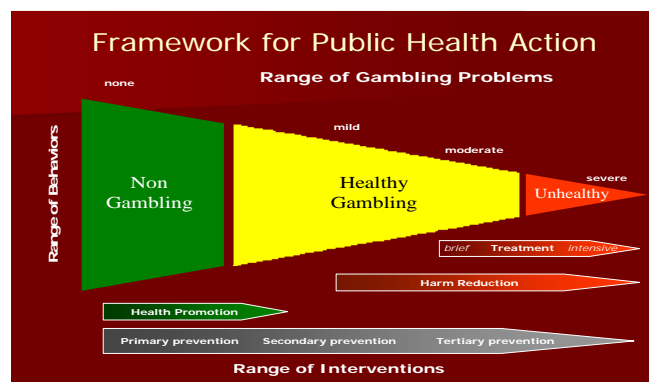 Framework for Public Health Action
Range of Gambling Problems
none
mild
moderate
severe
Range of Behaviors
Non
Gambling
Healthy
Gambling
Unhealthy
brief Treatment intensive
Harm Reduction
Health Promotion
Primary prevention Secondary prevention Tertiary prevention
Range of Interventions